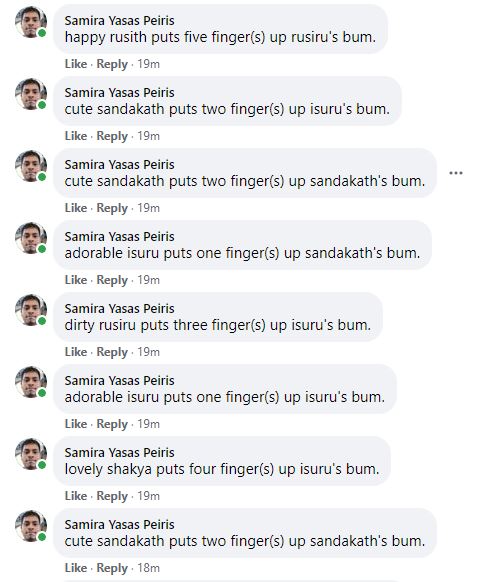 Samira Yasas Peiris
happy rusith puts five finger(s) up rusiru's bum.
Like · Reply · 19m
Samira Yasas Peiris
cute sandakath puts two finger(s) up isuru's bum.
Like · Reply · 19m
Samira Yasas Peiris
cute sandakath puts two finger(s) up sandakath's bum.
Like · Reply · 19m
Samira Yasas Peiris
adorable isuru puts one finger(s) up sandakath's bum.
Like · Reply · 19m
Samira Yasas Peiris
dirty rusiru puts three finger(s) up isuru's bum.
Like · Reply · 19m
Samira Yasas Peiris
adorable isuru puts one finger(s) up isuru's bum.
Like · Reply · 19m
Samira Yasas Peiris
lovely shakya puts four finger(s) up isuru's bum.
Like · Reply · 19m
Samira Yasas Peiris
cute sandakath puts two finger(s) up sandakath's bum.
Like · Reply · 18m